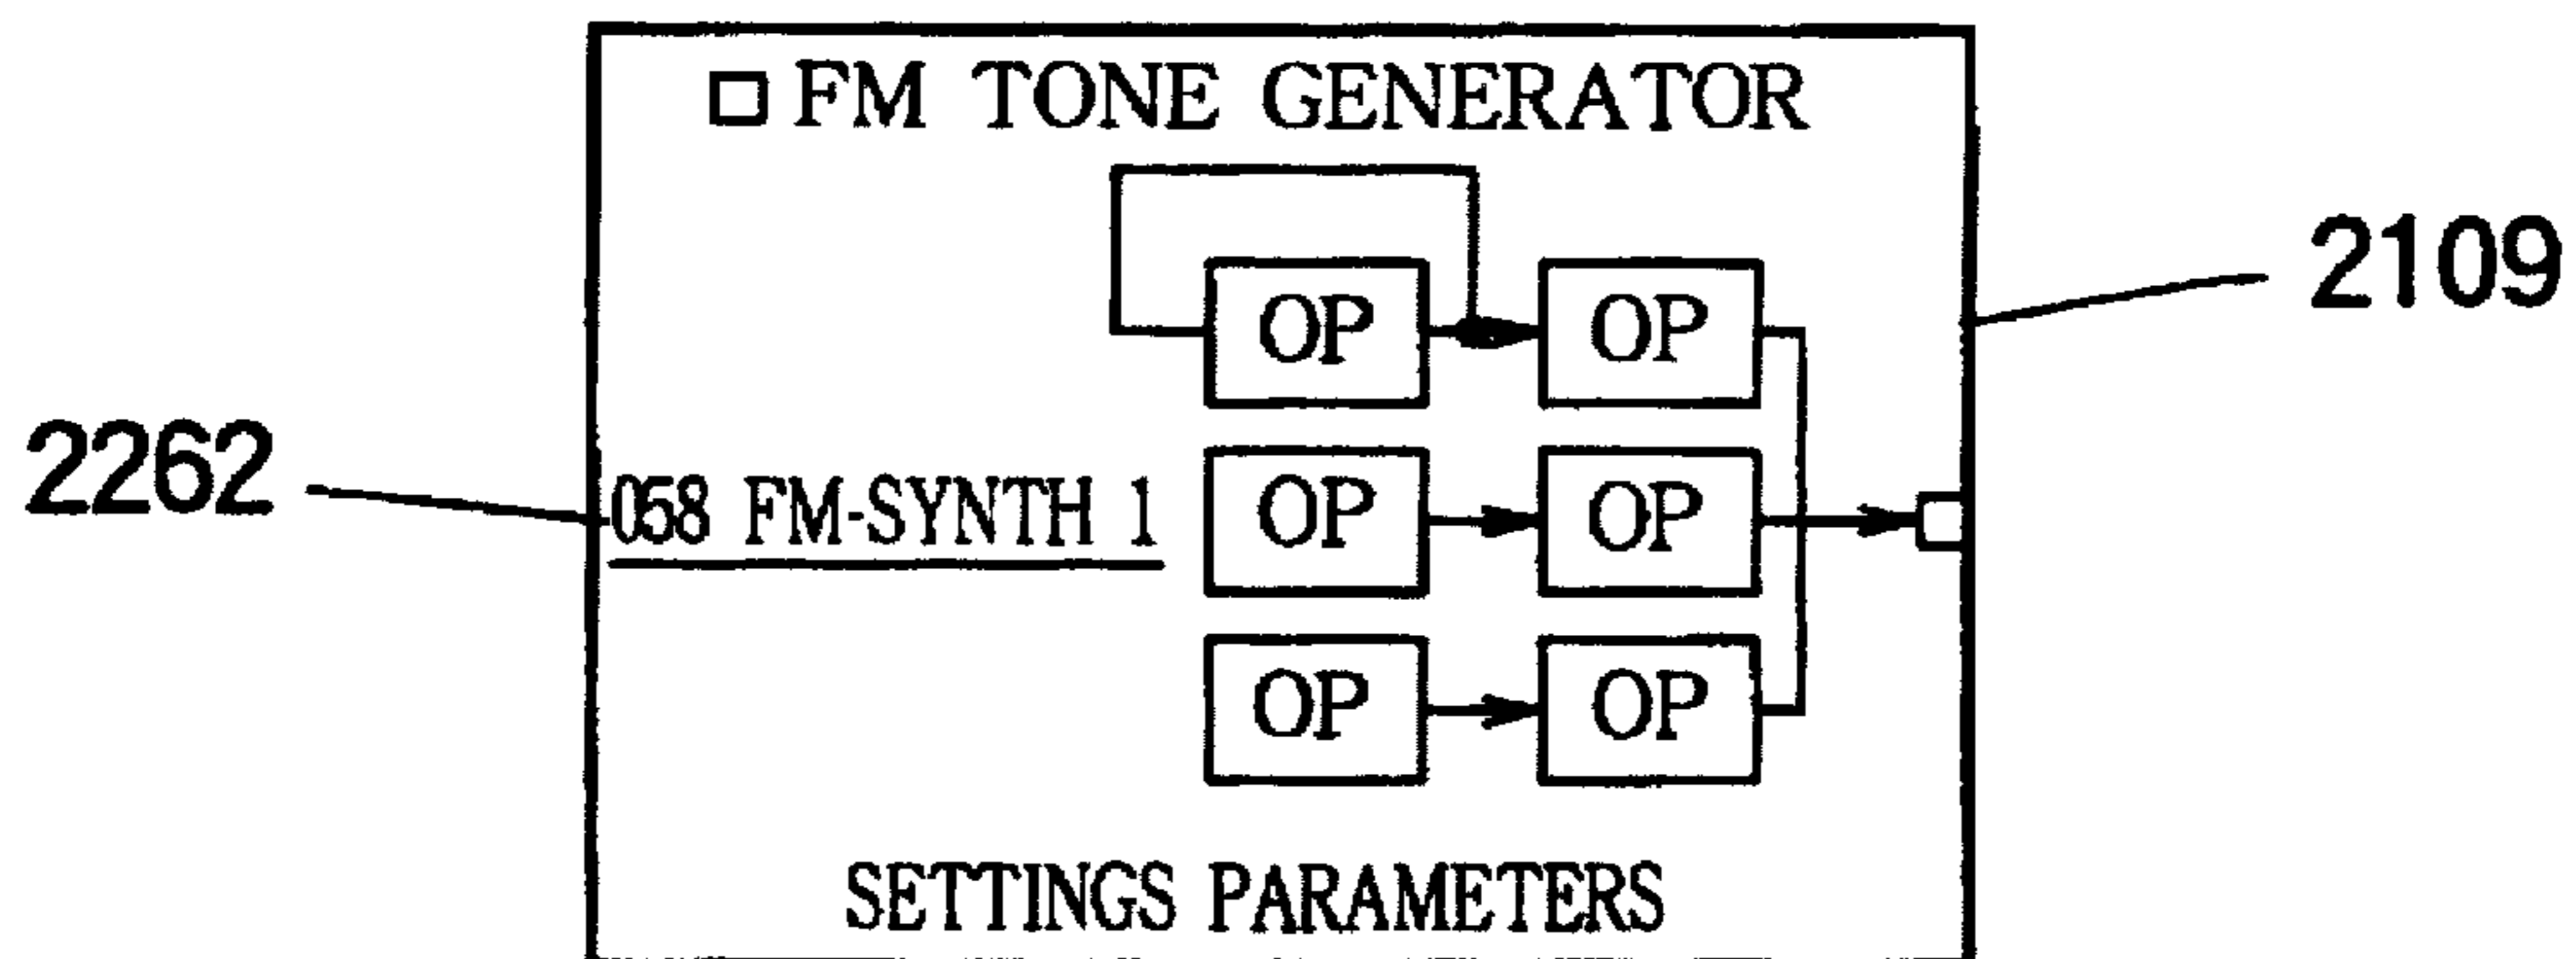 FM TONE GENERATOR
2109
OP OP
2262
058 FM-SYNTH 1 OP OP
OP OP
SETTINGS PARAMETERS